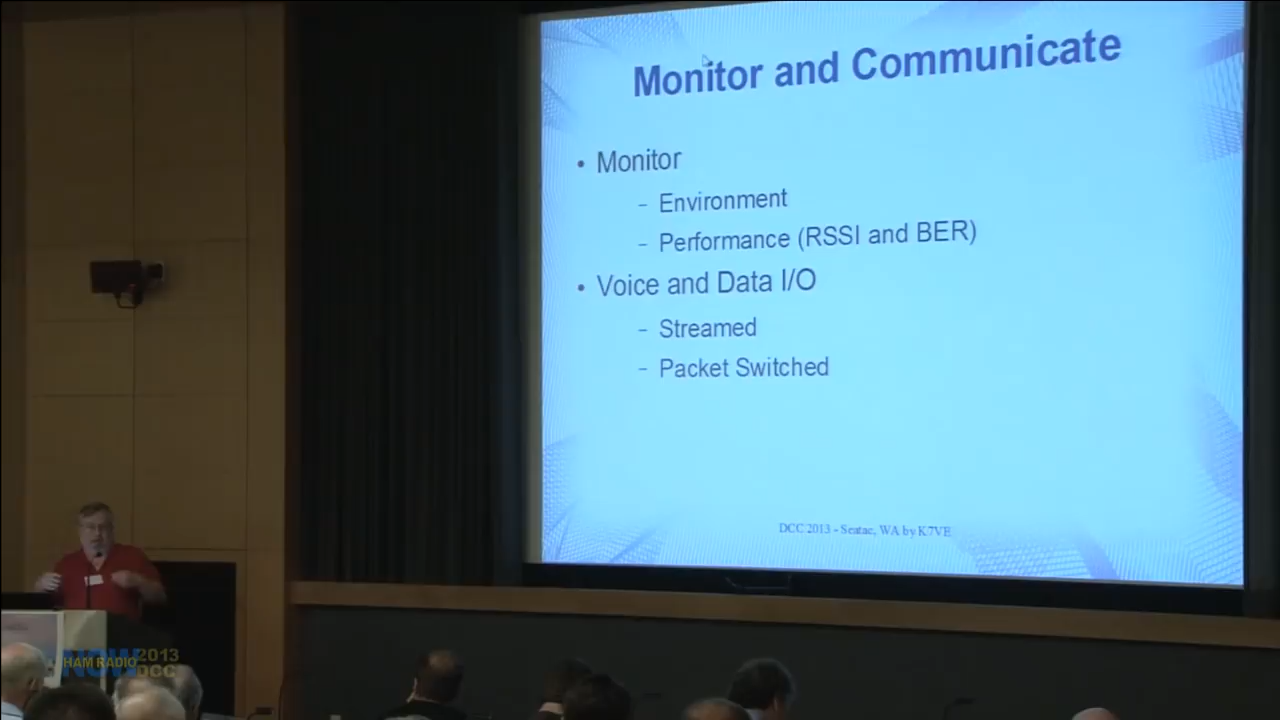 Monitor and Communicate
• Monitor
– Environment
– Performance (RSSI and BER)
• Voice and Data I/O
– Streamed
– Packet Switched
DCC 2013 - Seatac, WA by K7VE
HAM RADIO
NOW
2013
DCC